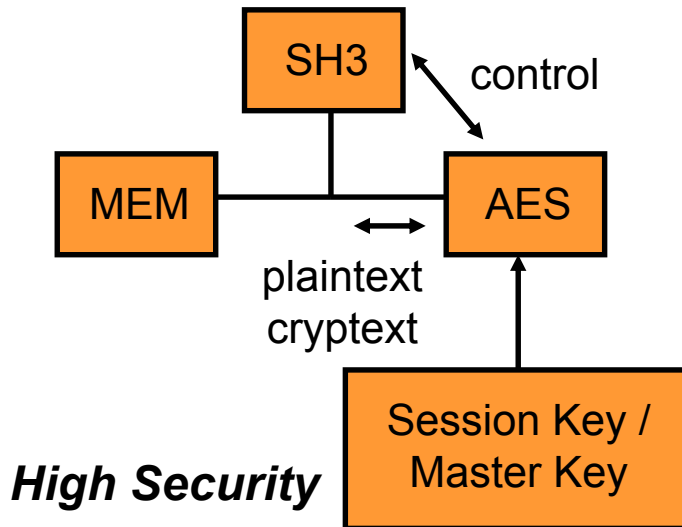 SH3
control
MEM
AES
plaintext
cryptext
Session Key /
Master Key
High Security